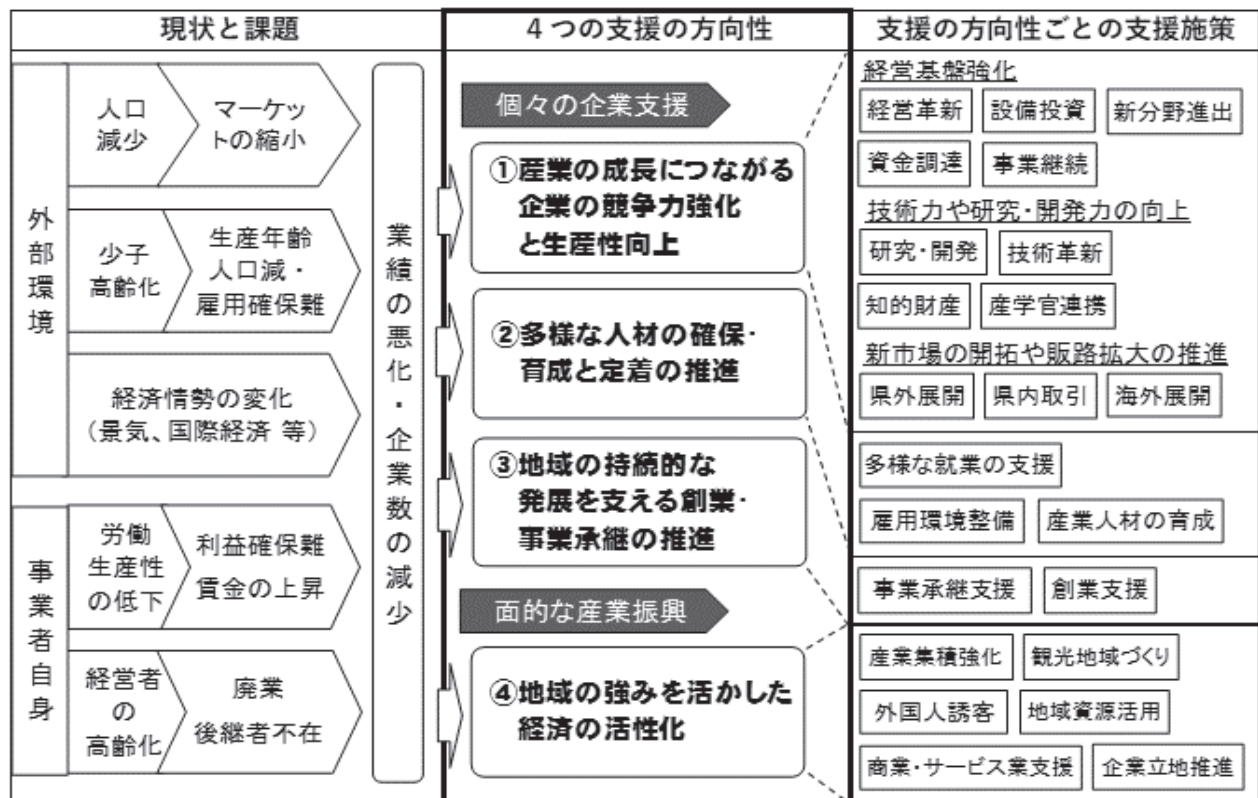 現状と課題
外部環境
人口
減少
マーケッ
トの縮小
少子
高齢化
生産年齢
人口減・
雇用確保難
経済情勢の変化
(景気、国際経済 等)
事業者自身
労働
生産性
の低下
利益確保難
賃金の上昇
経営者
の
高齢化
廃業
後継者不在
業績の悪化・企業数の減少
4つの支援の方向性
個々の企業支援
①産業の成長につながる
企業の競争力強化
と生産性向上
②多様な人材の確保・
育成と定着の推進
③地域の持続的な
発展を支える創業・
事業承継の推進
面的な産業振興
④地域の強みを活かした
経済の活性化
支援の方向性ごとの支援施策
経営基盤強化
経営革新 設備投資 新分野進出
資金調達 事業継続
技術力や研究・開発力の向上
研究・開発 技術革新
知的財産 産学官連携
新市場の開拓や販路拡大の推進
県外展開 県内取引 海外展開
多様な就業の支援
雇用環境整備 産業人材の育成
事業承継支援 創業支援
産業集積強化 観光地域づくり
外国人誘客 地域資源活用
商業・サービス業支援 企業立地推進